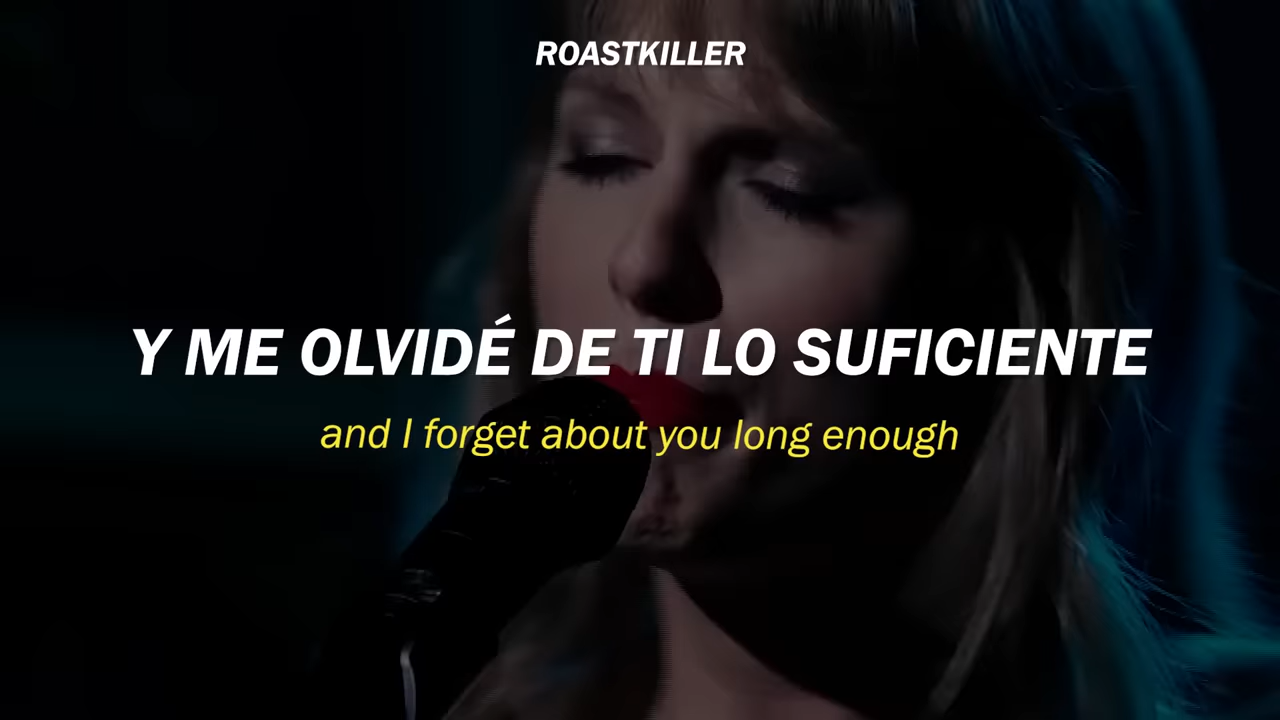 ROASTKILLER
Y ME OLVIDÉ DE TI LO SUFICIENTE
and I forget about you long enough